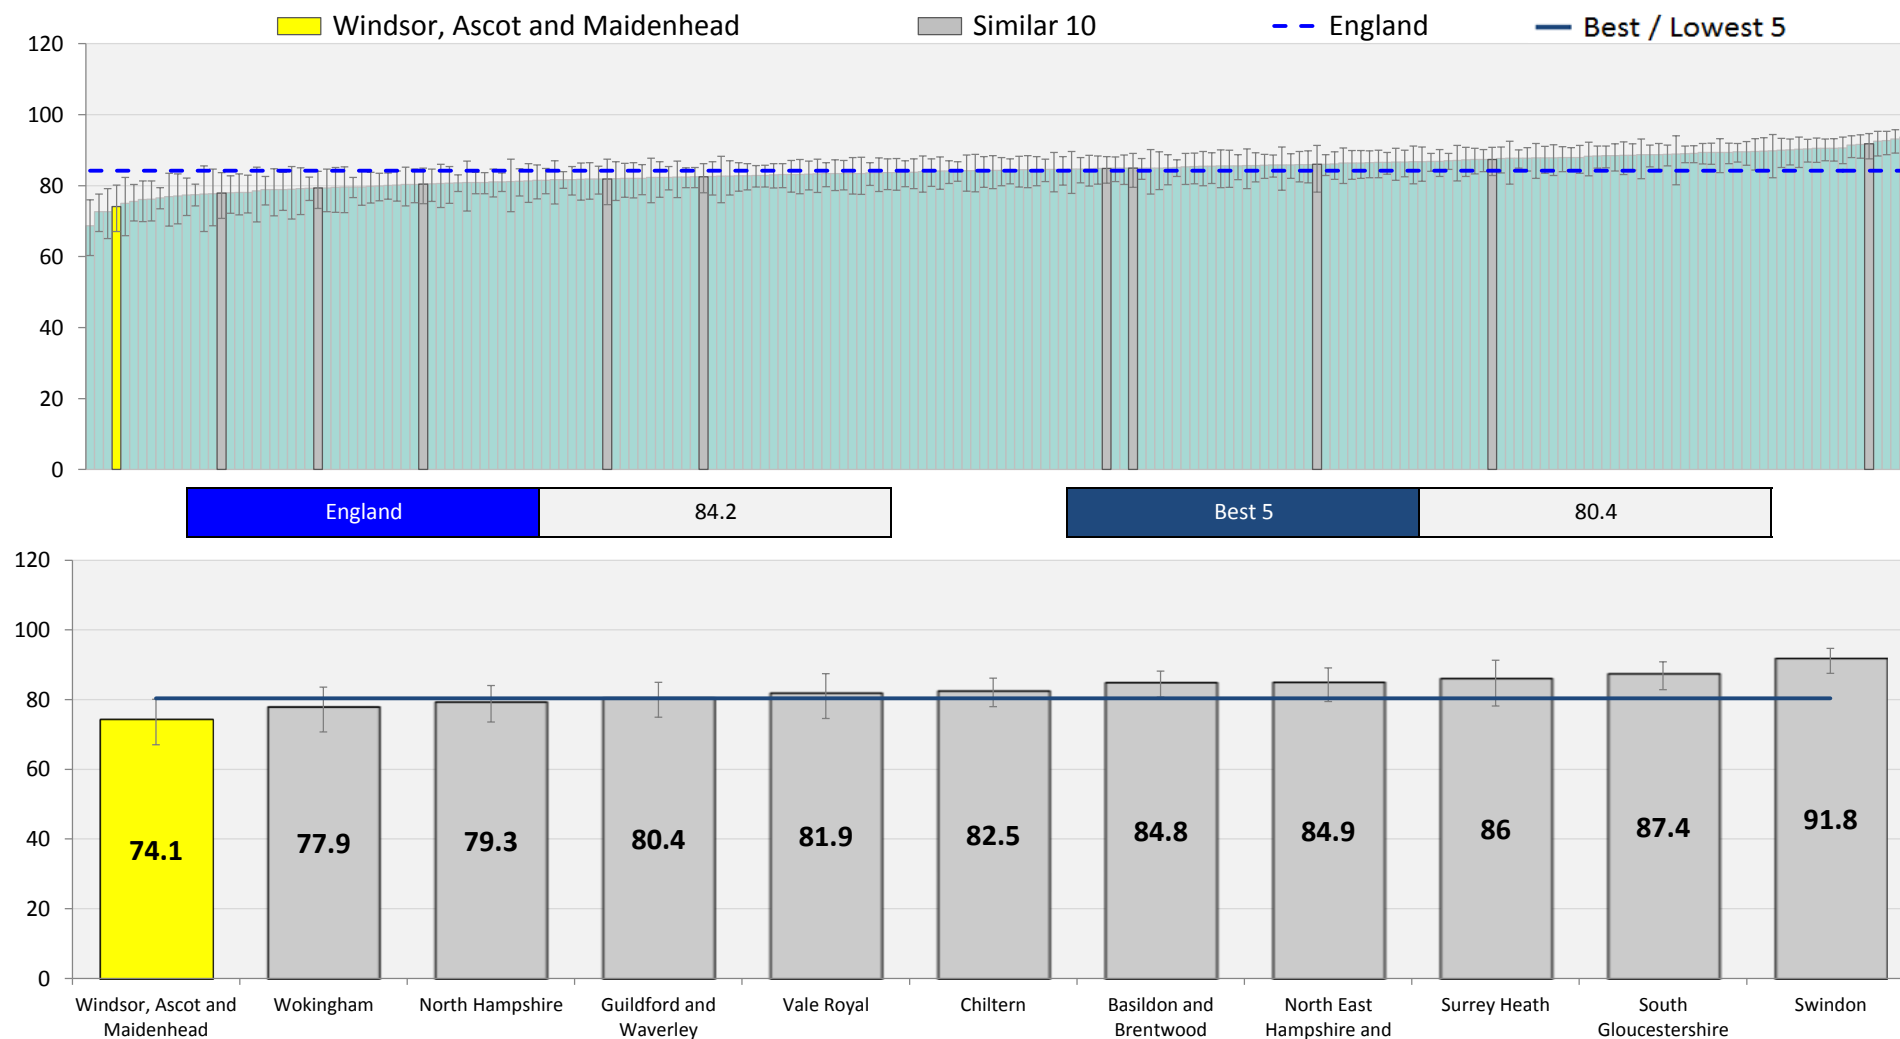 Windsor, Ascot and Maidenhead Similar 10 England Best / Lowest 5
120
100
80
60
40
20
0
England 84.2 Best 5 80.4
120
100
80
60
40
20
0
74.1 77.9 79.3 80.4 81.9 82.5 84.8 84.9 86 87.4 91.8
Windsor, Ascot and Maidenhead
Wokingham
North Hampshire
Guildford and Waverley
Vale Royal
Chiltern
Basildon and Brentwood
North East Hampshire and
Surrey Heath
South Gloucestershire
Swindon